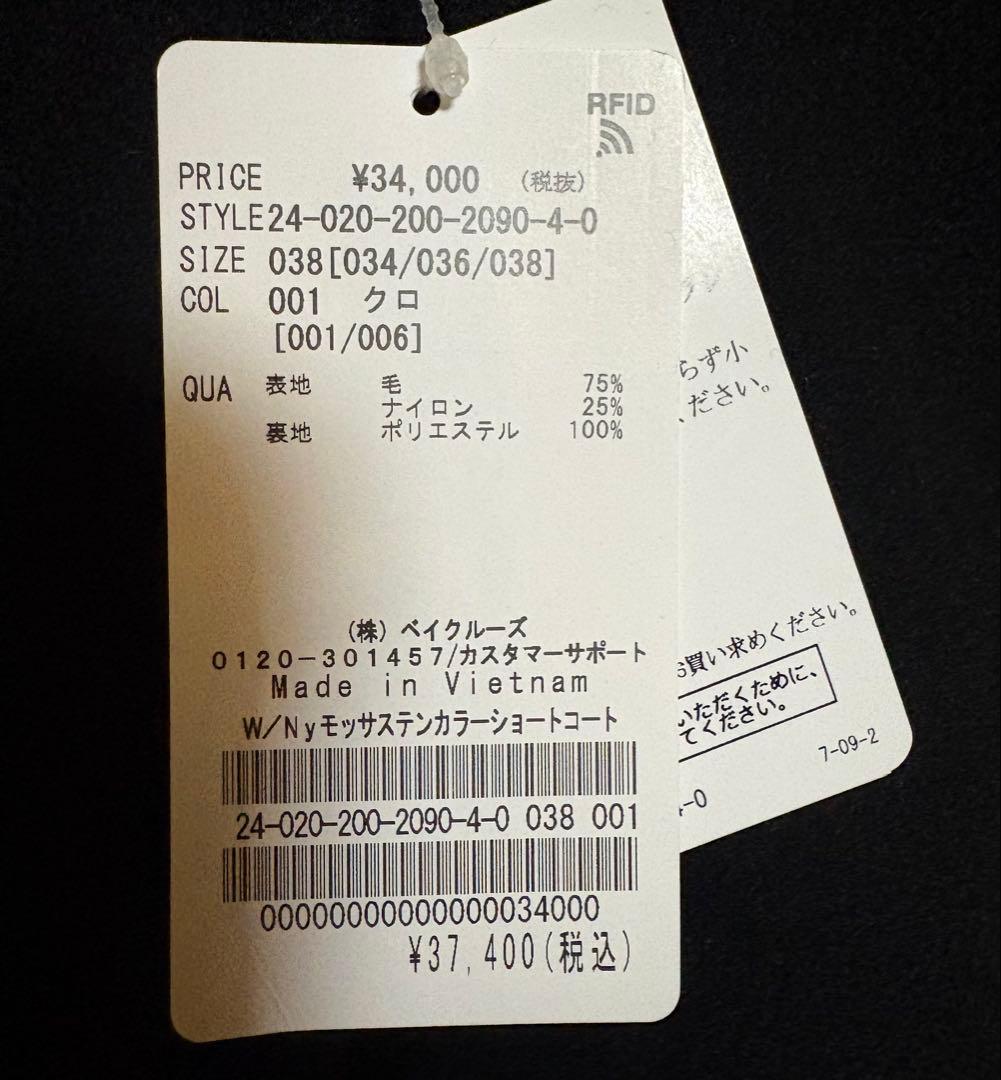 RFID
PRICE ¥34,000 (税抜)
STYLE24-020-200-2090-4-0
SIZE 038[034/036/038]
COL 001 クロ
[001/006]
QUA 表地 毛 75%
ナイロン 25%
裏地 ポリエステル 100%
(株) ベイクルーズ
0120-301457/カスタマーサポート
Made in Vietnam
W/Nyモッサステンカラーショートコート
24-020-200-2090-4-0 038 001
00000000000000034000
¥37,400(税込)
らず小
ださい。
お買い求めください。
いただくために、
てください。
7-09-2
-0